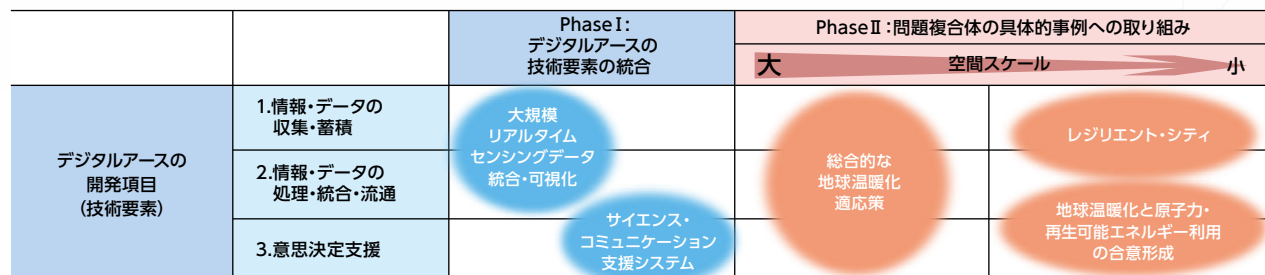 PhaseⅠ:
デジタルアースの
技術要素の統合
PhaseⅡ:問題複合体の具体的事例への取り組み
大
空間スケール
小
デジタルアースの
開発項目
(技術要素)
1.情報・データの
収集・蓄積
2.情報・データの
処理・統合・流通
3.意思決定支援
大規模
リアルタイム
センシングデータ
統合・可視化
サイエンス・
コミュニケーション
支援システム
総合的な
地球温暖化
適応策
レジリエント・シティ
地球温暖化と原子力・
再生可能エネルギー利用
の合意形成